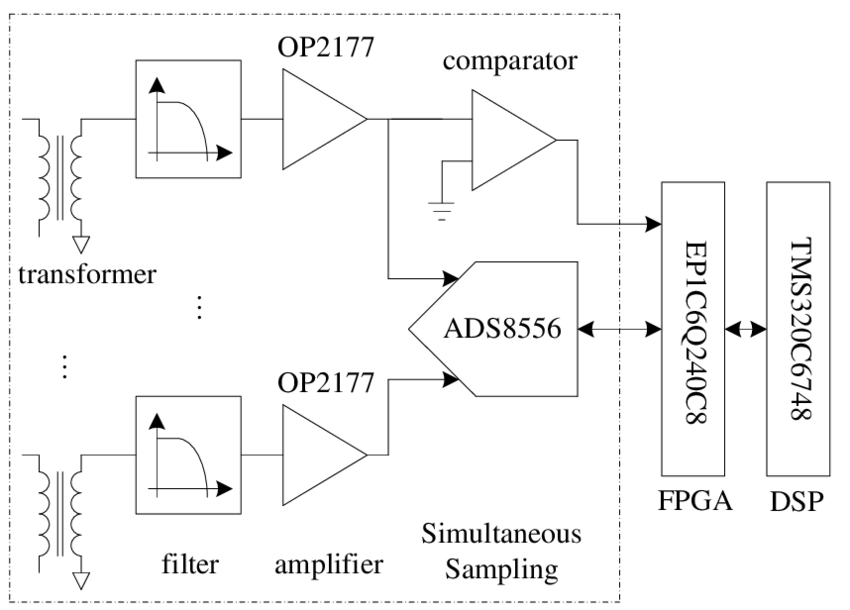 OP2177
comparator
transformer
ADS8556
EP1C6Q240C8
TMS320C6748
OP2177
FPGA
DSP
filter
amplifier
Simultaneous
Sampling